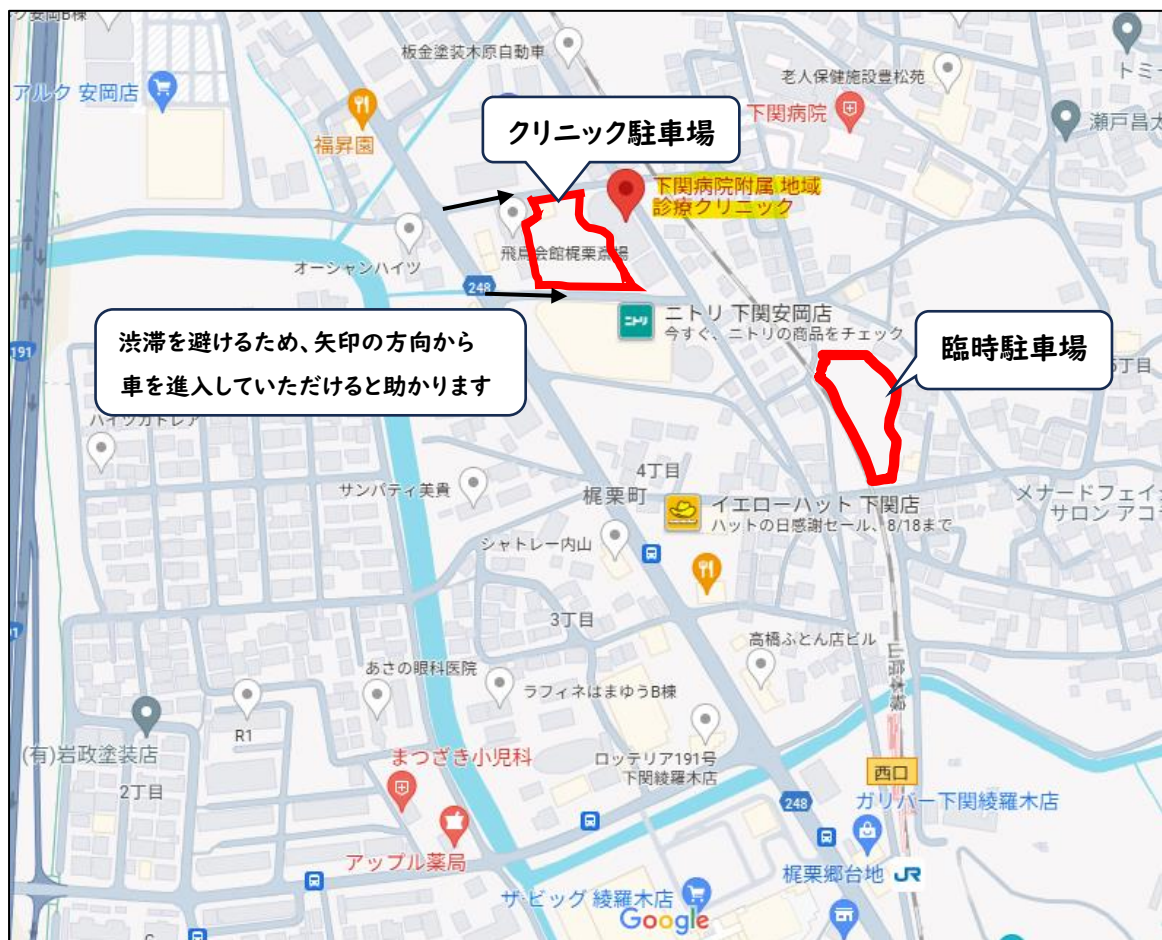 安岡B棟
板金塗装木原自動車
老人保健施設豊松苑
トミー
アルク 安岡店
下関病院
瀬戸昌太
福昇園
クリニック駐車場
下関病院附属 地域
診療クリニック
飛鳥会館梶栗斎場
オーシャンハイツ
248
ニトリ
ニトリ 下関安岡店
今すぐ、ニトリの商品をチェック
渋滞を避けるため、矢印の方向から
車を進入していただけると助かります
臨時駐車場
5丁目
191
ハイツカトレア
4丁目
サンパティ美貴
梶栗町
イエローハット 下関店
ハットの日感謝セール、8/18まで
メナードフェイシ
サロン アコラ
シャトレー内山
3丁目
高橋ふとん店ビル
山陰本線
あさの眼科医院
ラフィネはまゆうB棟
R1
(有)岩政塗装店
まつざき小児科
ロッテリア191号
下関綾羅木店
2丁目
西口
248
ガリバー下関綾羅木店
アップル薬局
梶栗郷台地 JR
ザ・ビッグ 綾羅木店
Google